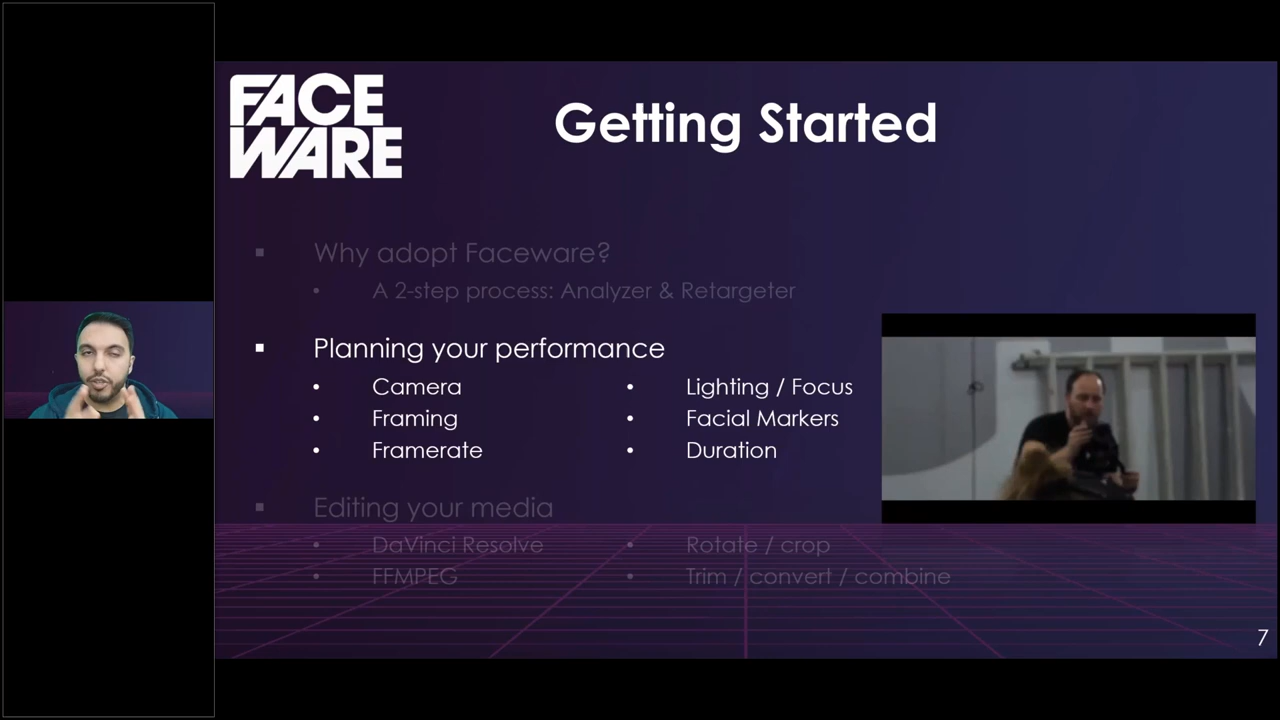 FACE
WARE
Getting Started
Why adopt Faceware?
A 2-step process: Analyzer & Retargeter
Planning your performance
Camera
Framing
Framerate
Lighting / Focus
Facial Markers
Duration
Editing your media
DaVinci Resolve
FFMPEG
Rotate / crop
Trim / convert / combine
7